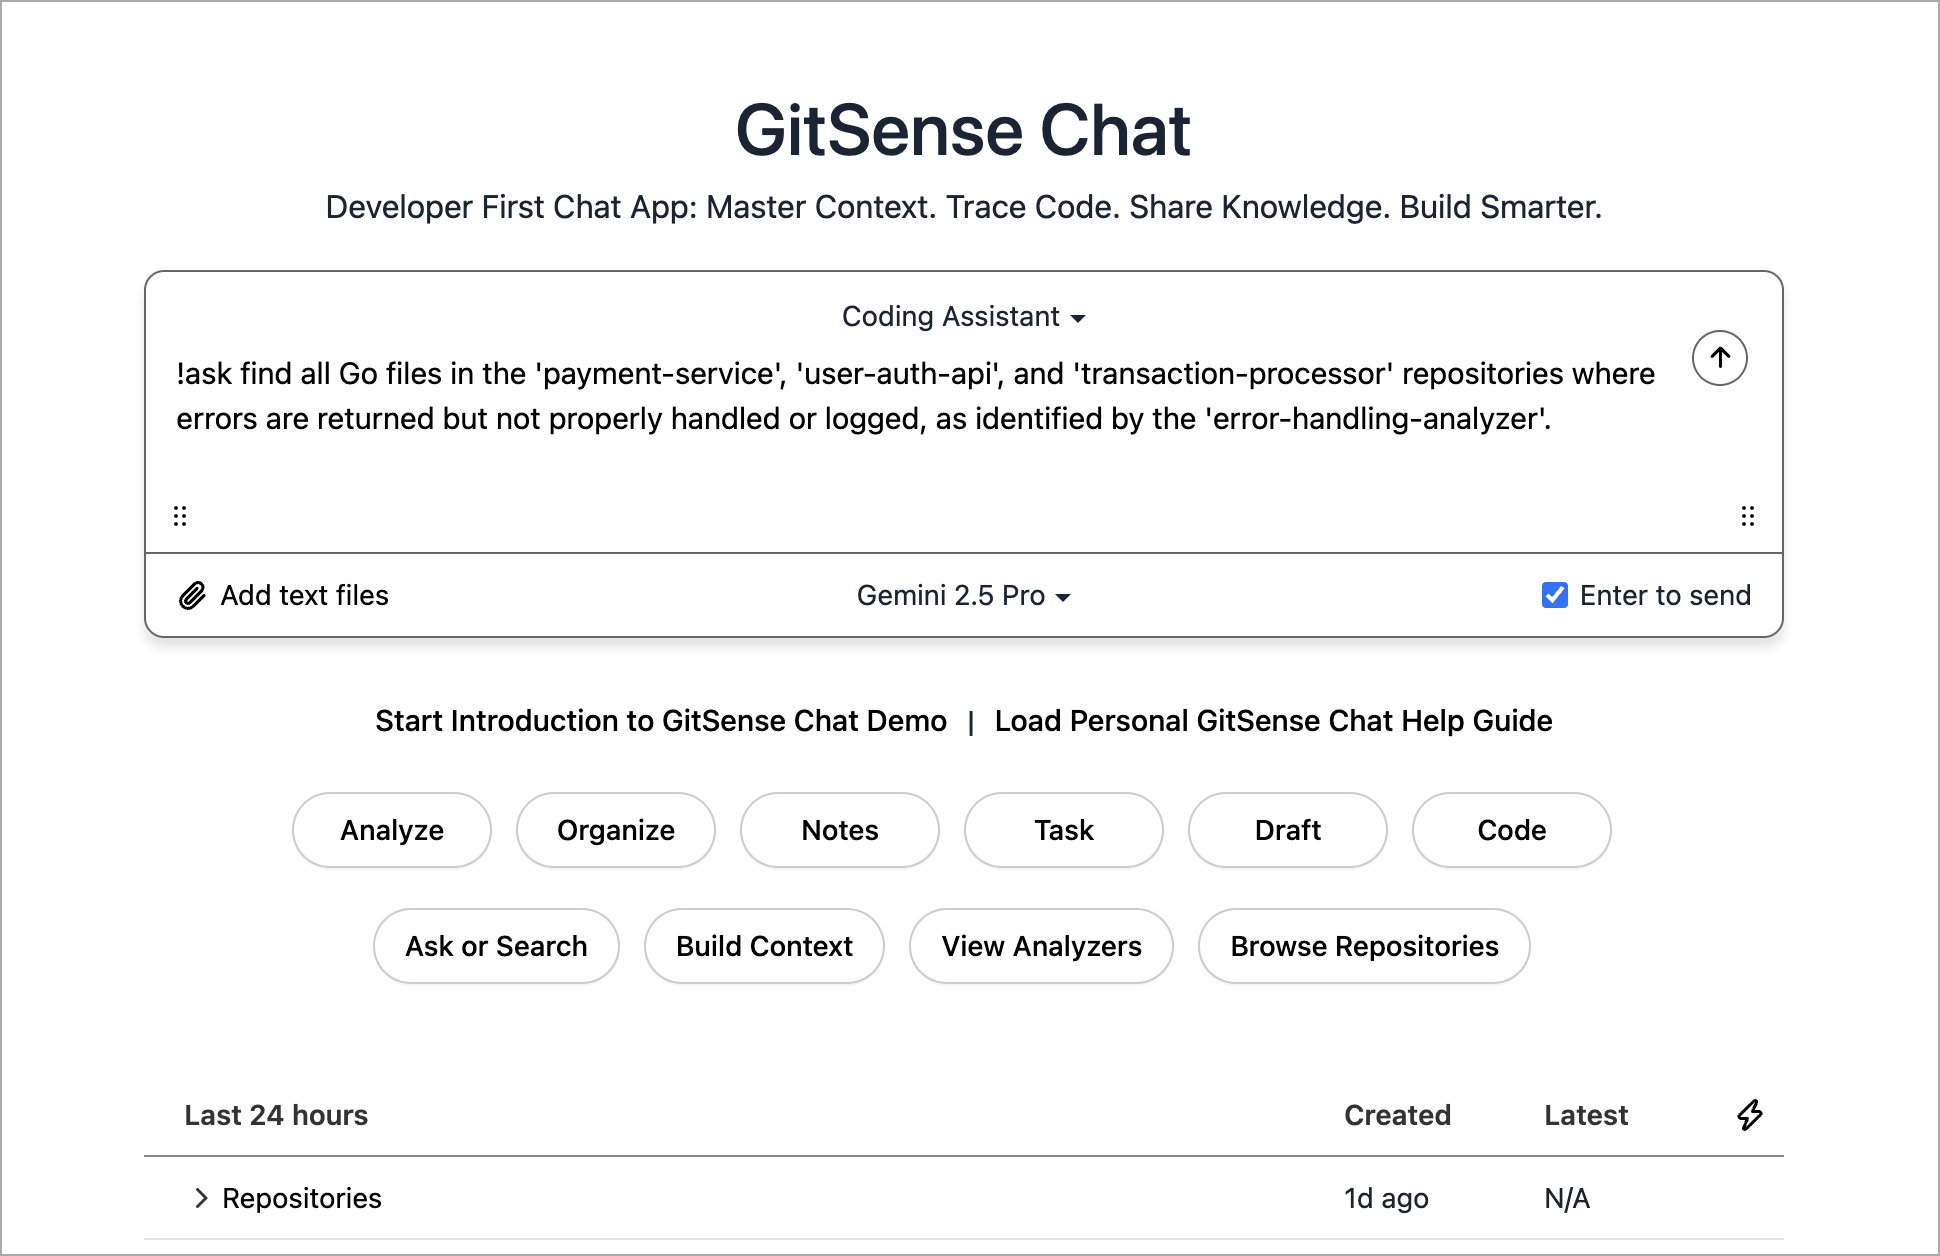 GitSense Chat
Developer First Chat App: Master Context. Trace Code. Share Knowledge. Build Smarter.
Coding Assistant
!ask find all Go files in the 'payment-service', 'user-auth-api', and 'transaction-processor' repositories where
errors are returned but not properly handled or logged, as identified by the 'error-handling-analyzer'.
Add text files
Gemini 2.5 Pro
Enter to send
Start Introduction to GitSense Chat Demo | Load Personal GitSense Chat Help Guide
Analyze
Organize
Notes
Task
Draft
Code
Ask or Search
Build Context
View Analyzers
Browse Repositories
Last 24 hours
Created
Latest
Repositories
1d ago
N/A